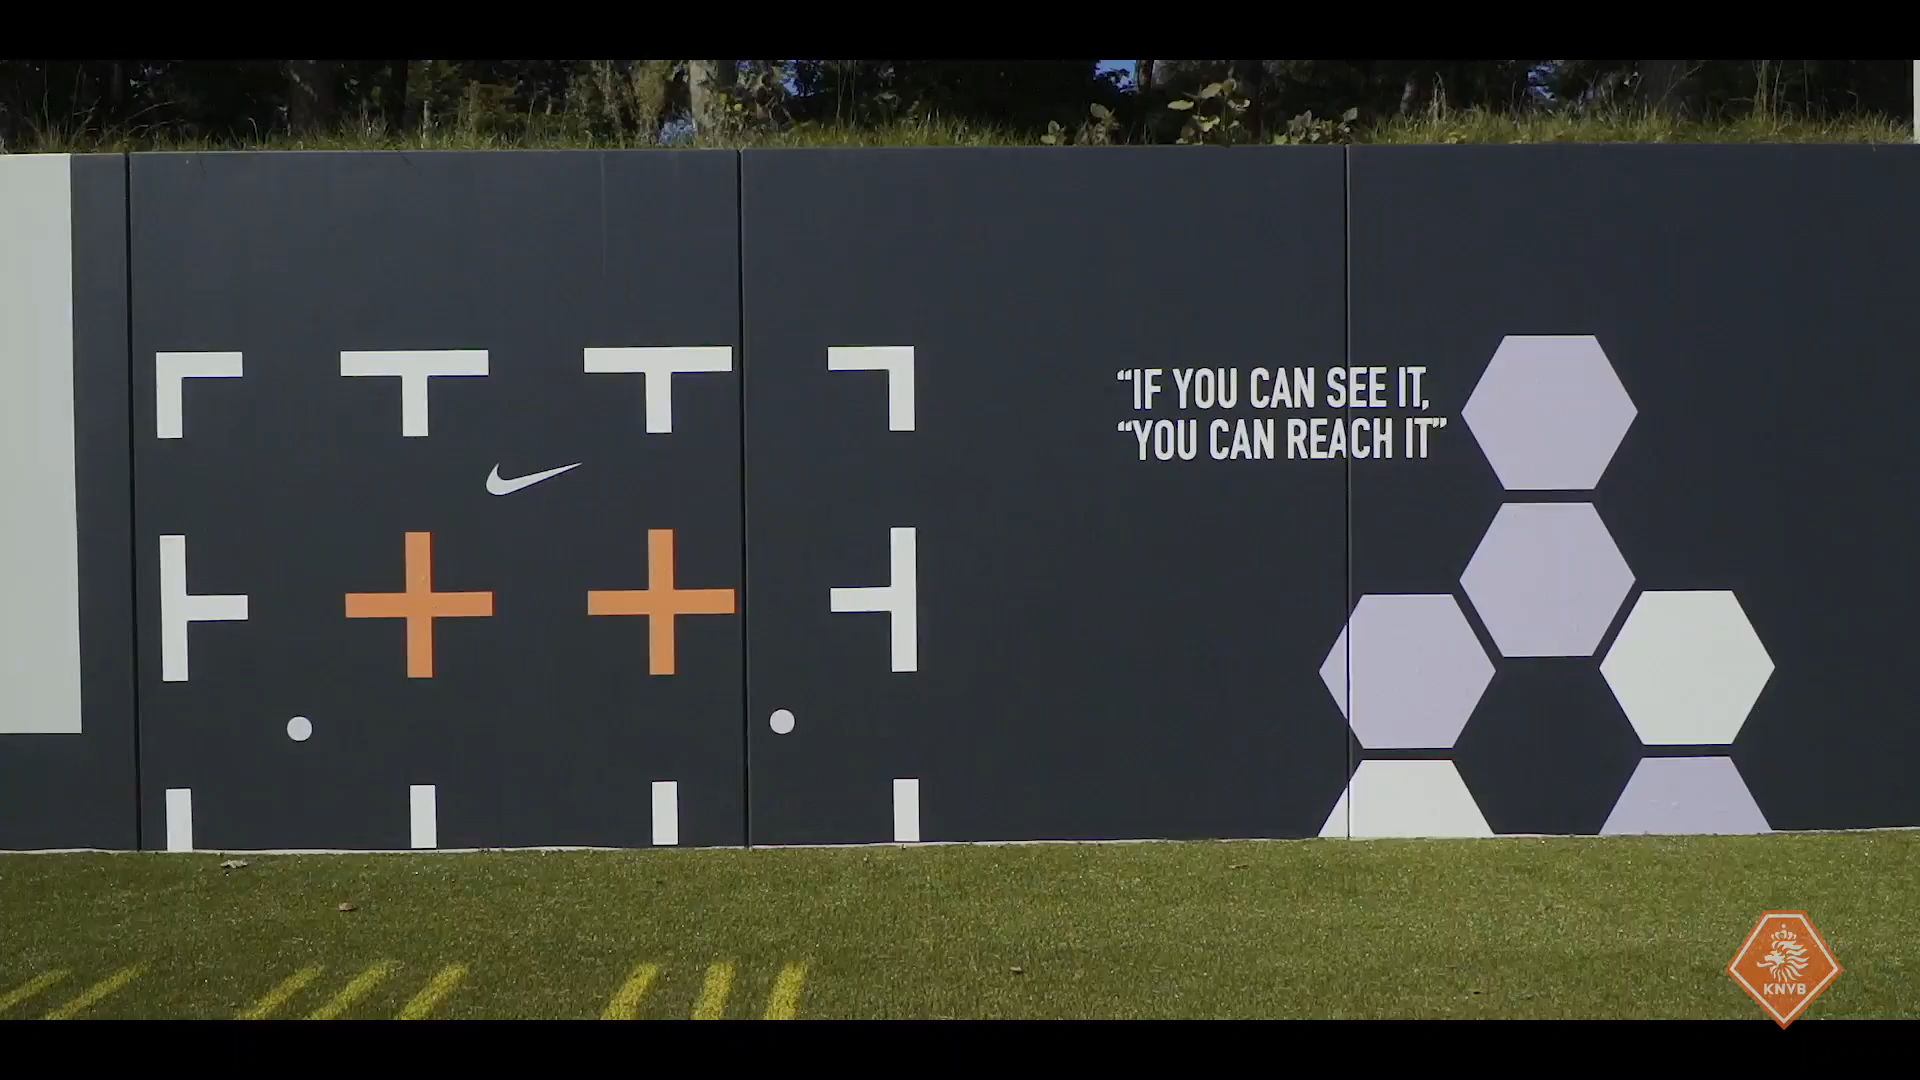 “IF YOU CAN SEE IT,
“YOU CAN REACH IT”
KNVB